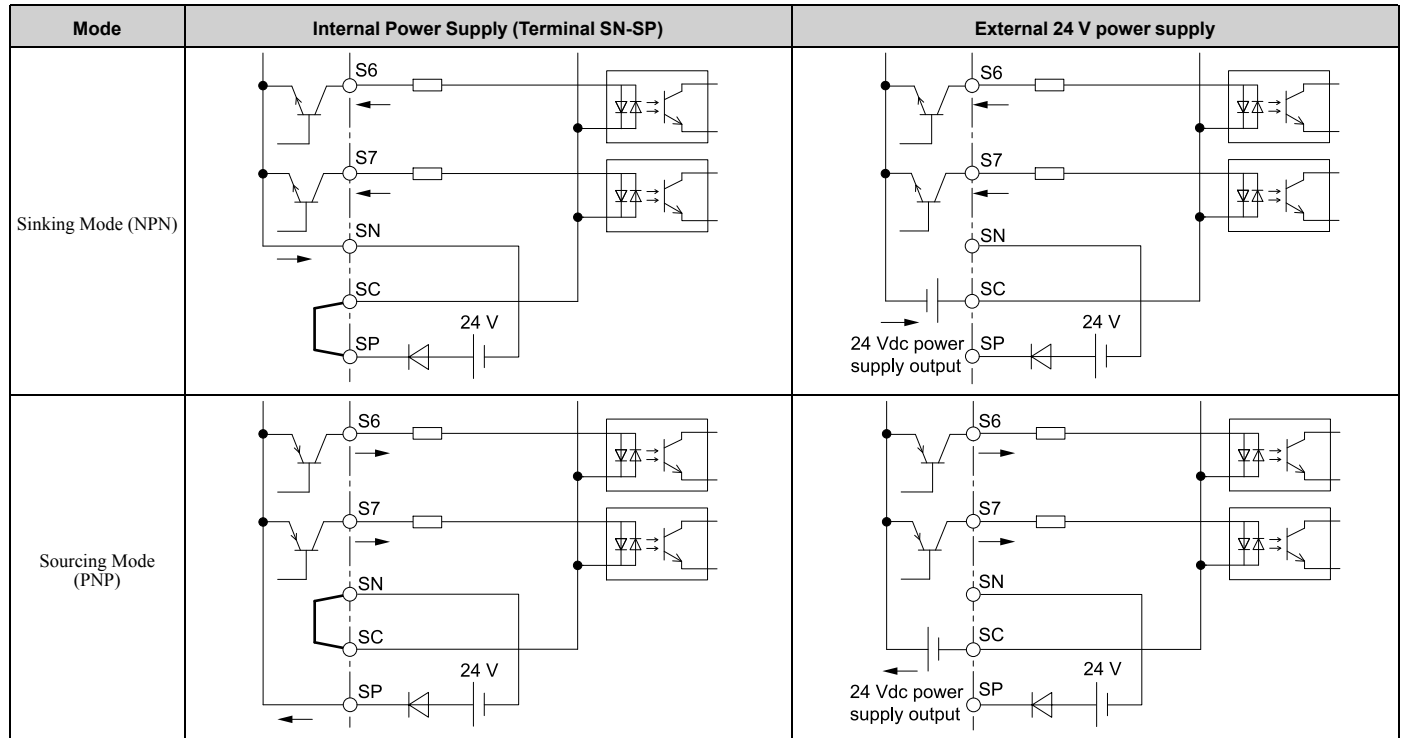 Mode
Internal Power Supply (Terminal SN-SP)
External 24 V power supply
Sinking Mode (NPN)
S6
S7
SN
SC
24 V
SP
S6
S7
SN
SC
24 V
24 Vdc power
supply output
SP
Sourcing Mode
(PNP)
S6
S7
SN
SC
24 V
SP
S6
S7
SN
SC
24 V
24 Vdc power
supply output
SP